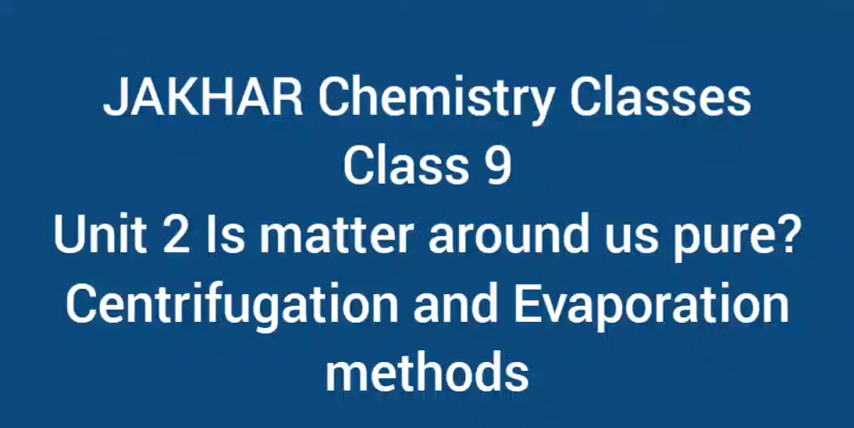 JAKHAR Chemistry Classes
Class 9
Unit 2 Is matter around us pure?
Centrifugation and Evaporation
methods